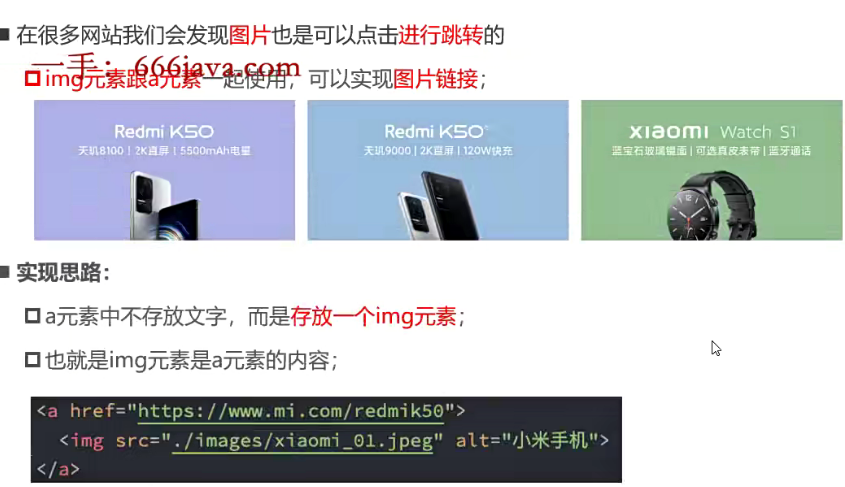 在很多网站我们会发现图片也是可以点击进行跳转的
一手：666java.com
img元素跟a元素一起使用，可以实现图片链接；
Redmi K50
天玑8100 | 2K直屏 | 5500mAh电量
Redmi K50
天玑9000 | 2K直屏 | 120W快充
xiaomi Watch S1
蓝宝石玻璃镜面 | 可选真皮表带 | 蓝牙通话
实现思路：
a元素中不存放文字，而是存放一个img元素；
也就是img元素是a元素的内容；
<a href="https://www.mi.com/redmik50">
<img src="./images/xiaomi_01.jpeg" alt="小米手机">
</a>